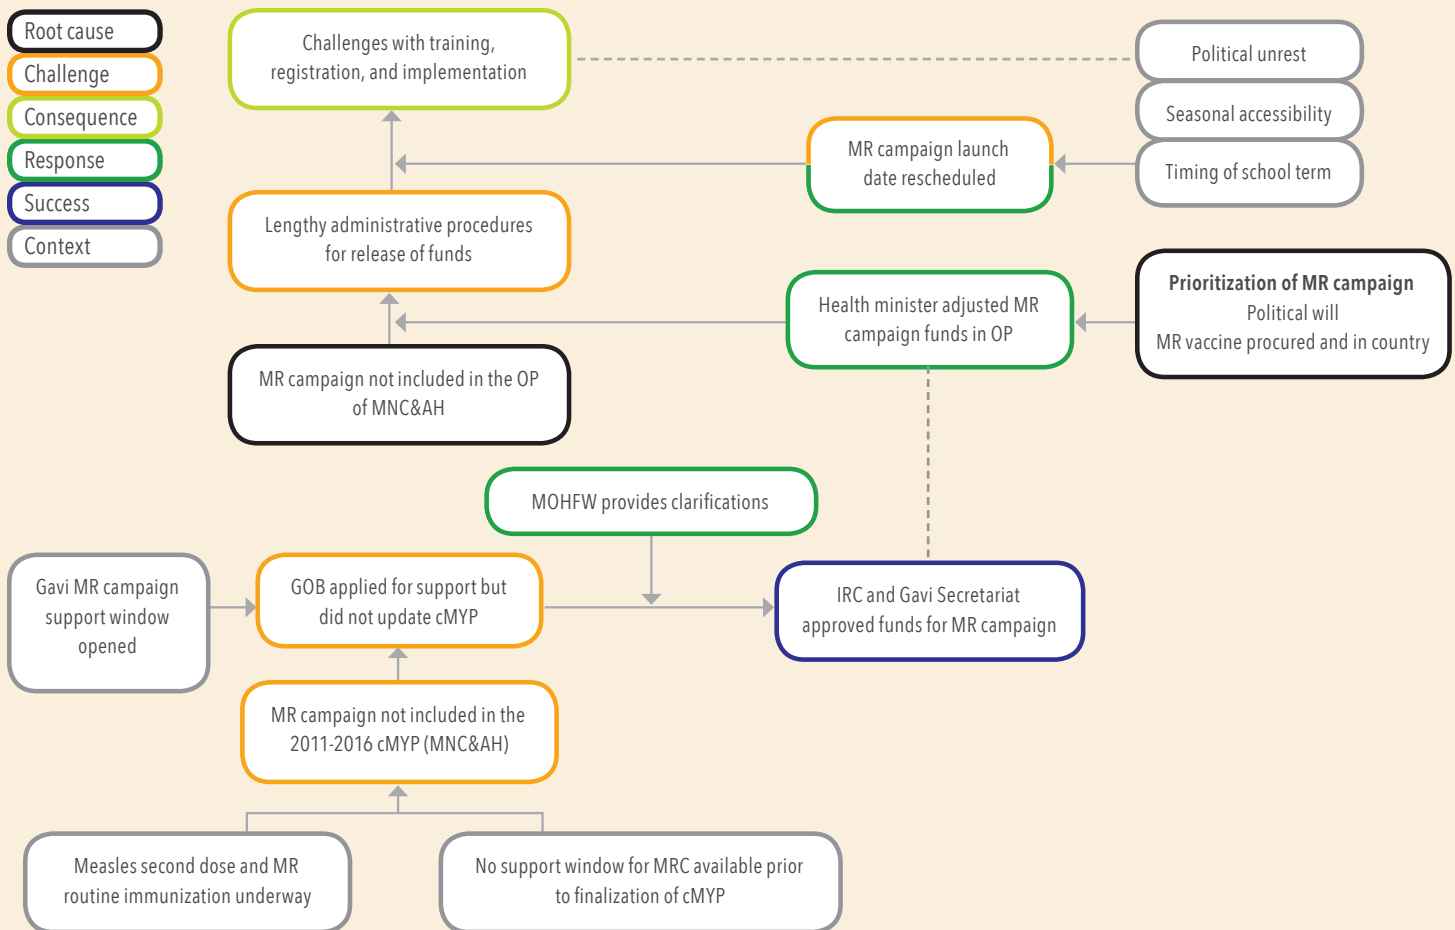 Root cause
Challenge
Consequence
Response
Success
Context
Challenges with training,
registration, and implementation
Political unrest
Seasonal accessibility
Timing of school term
MR campaign launch
date rescheduled
Lengthy administrative procedures
for release of funds
Health minister adjusted MR
campaign funds in OP
Prioritization of MR campaign
Political will
MR vaccine procured and in country
MR campaign not included in the OP
of MNC&AH
MOHFW provides clarifications
Gavi MR campaign
support window
opened
GOB applied for support but
did not update cMYP
IRC and Gavi Secretariat
approved funds for MR campaign
MR campaign not included in the
2011-2016 cMYP (MNC&AH)
Measles second dose and MR
routine immunization underway
No support window for MRC available prior
to finalization of cMYP